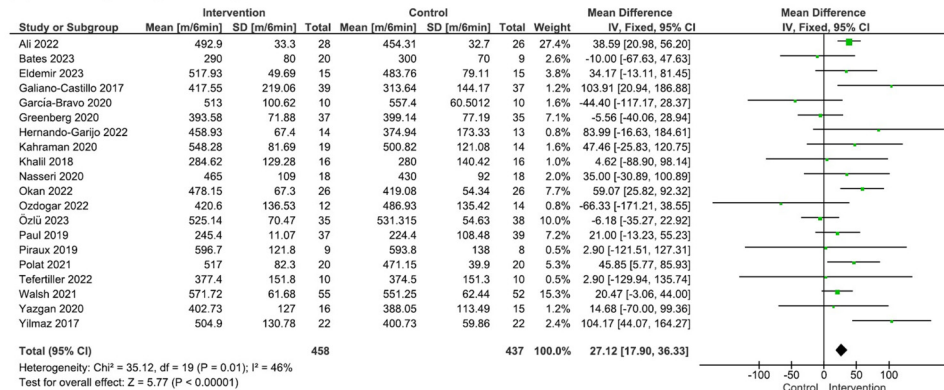 Intervention Control Mean Difference Mean Difference
Study or Subgroup Mean [m/6min] SD [m/6min] Total Mean [m/6min] SD [m/6min] Total Weight IV, Fixed, 95% CI IV, Fixed, 95% CI
Ali 2022 492.9 33.3 28 454.31 32.7 26 27.4% 38.59 [20.98, 56.20]
Bates 2023 290 80 20 300 70 9 2.6% -10.00 [-67.63, 47.63]
Eldemir 2023 517.93 49.69 15 483.76 79.11 15 3.8% 34.17 [-13.11, 81.45]
Galiano-Castillo 2017 417.55 219.06 39 313.64 144.17 37 1.2% 103.91 [20.94, 186.88]
García-Bravo 2020 513 100.62 10 557.4 60.5012 10 1.6% -44.40 [-117.17, 28.37]
Greenberg 2020 393.58 71.88 37 399.14 77.19 35 7.1% -5.56 [-40.06, 28.94]
Hernando-Garijo 2022 458.93 67.4 14 374.94 173.33 13 0.8% 83.99 [-16.63, 184.61]
Kahraman 2020 548.28 81.69 19 500.82 121.08 14 1.6% 47.46 [-25.83, 120.75]
Khalil 2018 284.62 129.28 16 280 140.42 16 1.0% 4.62 [-88.90, 98.14]
Nasseri 2020 465 109 18 430 92 18 2.0% 35.00 [-30.89, 100.89]
Okan 2022 478.15 67.3 26 419.08 54.34 26 7.7% 59.07 [25.82, 92.32]
Ozdogar 2022 420.6 136.53 12 486.93 135.42 14 0.8% -66.33 [-171.21, 38.55]
Özlü 2023 525.14 70.47 35 531.315 54.63 38 10.0% -6.18 [-35.27, 22.92]
Paul 2019 245.4 11.07 37 224.4 108.48 39 7.2% 21.00 [-13.23, 55.23]
Piraux 2019 596.7 121.8 9 593.8 138 8 0.5% 2.90 [-121.51, 127.31]
Polat 2021 517 82.3 20 471.15 39.9 20 5.3% 45.85 [5.77, 85.93]
Tefertiller 2022 377.4 151.8 10 374.5 151.3 10 0.5% 2.90 [-129.94, 135.74]
Walsh 2021 571.72 61.68 55 551.25 62.44 52 15.3% 20.47 [-3.06, 44.00]
Yazgan 2020 402.73 127 16 388.05 113.49 15 1.2% 14.68 [-70.00, 99.36]
Yilmaz 2017 504.9 130.78 22 400.73 59.86 22 2.4% 104.17 [44.07, 164.27]
Total (95% CI) 458 437 100.0% 27.12 [17.90, 36.33]
Heterogeneity: Chi² = 35.12, df = 19 (P = 0.01); I² = 46%
Test for overall effect: Z = 5.77 (P < 0.00001)
-100 -50 0 50 100
Control Intervention